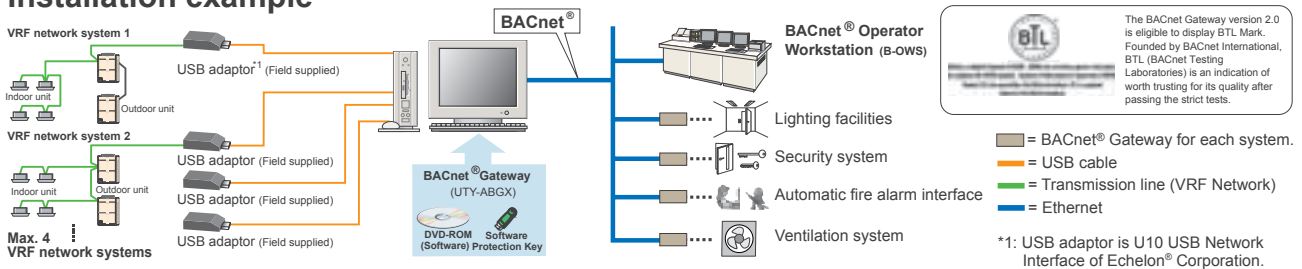 Installation example
VRF network system 1
USB adaptor*1 (Field supplied)
Indoor unit
Outdoor unit
VRF network system 2
USB adaptor (Field supplied)
Indoor unit
Outdoor unit
USB adaptor (Field supplied)
USB adaptor (Field supplied)
Max. 4
VRF network systems
BACnet®
BACnet® Gateway
(UTY-ABGX)
DVD-ROM
(Software)
Software
Protection Key
BACnet® Operator
Workstation (B-OWS)
Lighting facilities
Security system
Automatic fire alarm interface
Ventilation system
BTL
The BACnet Gateway version 2.0
is eligible to display BTL Mark.
Founded by BACnet International,
BTL (BACnet Testing
Laboratories) is an indication of
worth trusting for its quality after
passing the strict tests.
= BACnet® Gateway for each system.
= USB cable
= Transmission line (VRF Network)
= Ethernet
*1: USB adaptor is U10 USB Network
Interface of Echelon® Corporation.